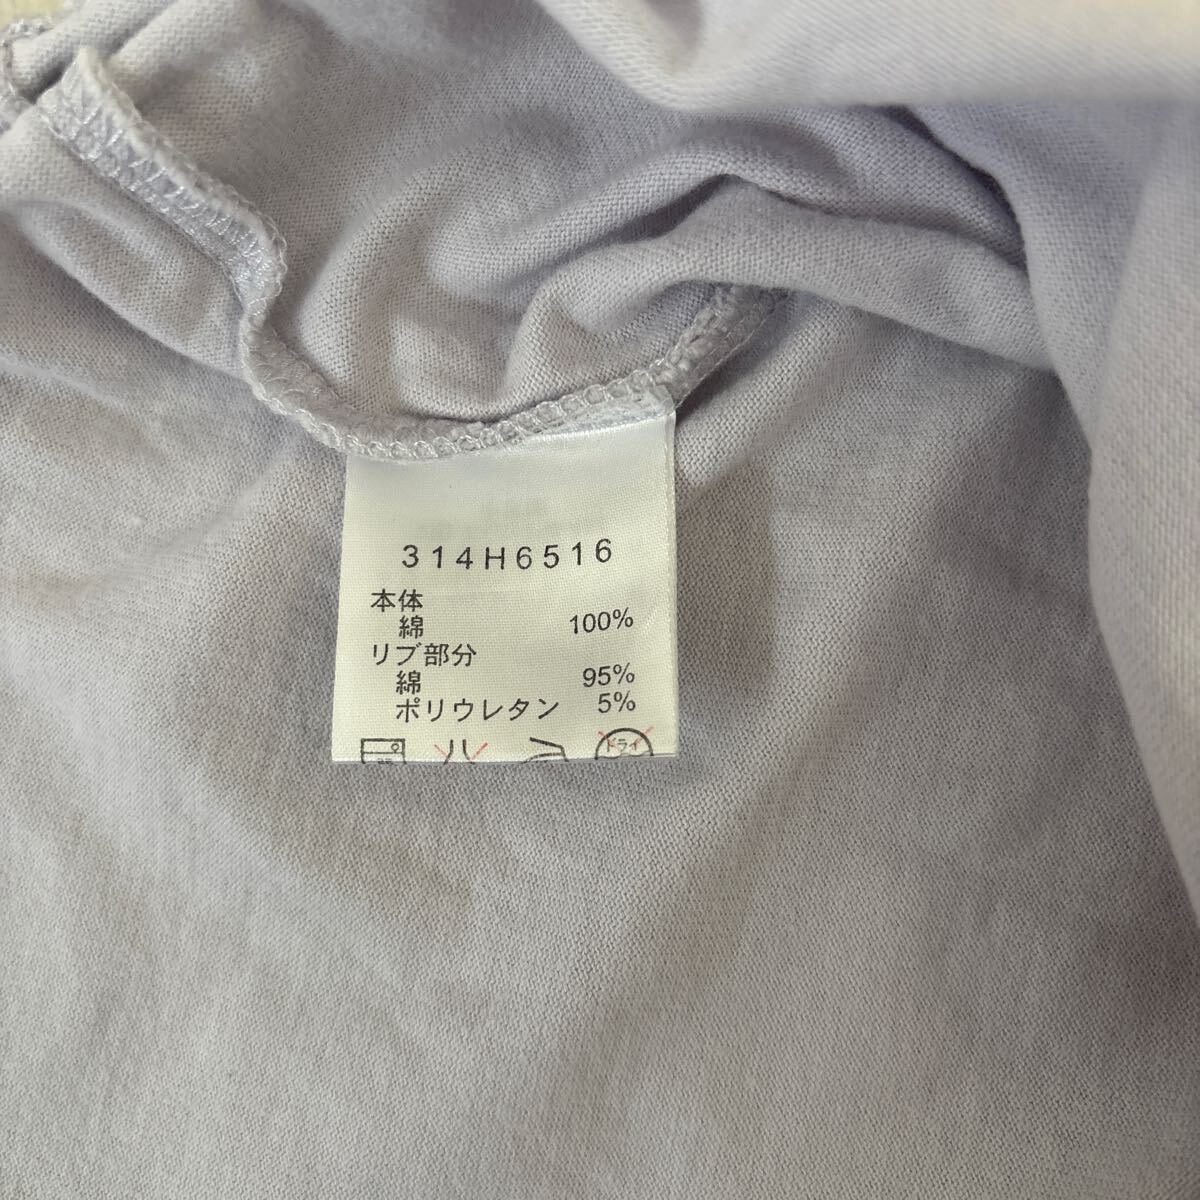 314H6516
本体
綿 100%
リブ部分
綿 95%
ポリウレタン 5%
ドライ